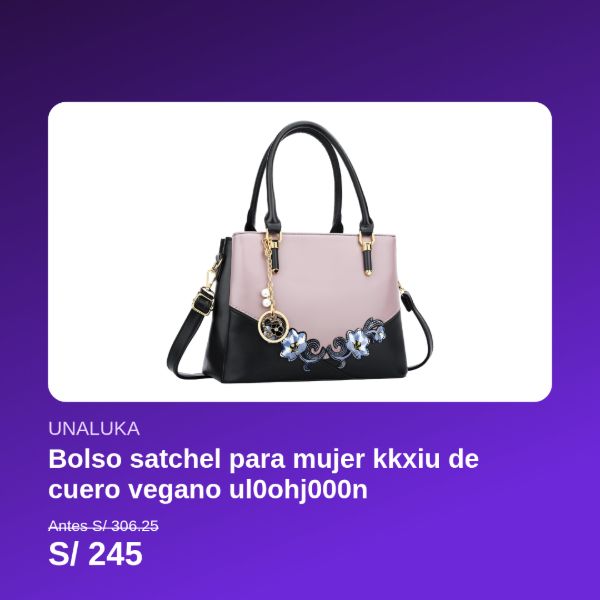 UNALUKA
Bolso satchel para mujer kkxiu de
cuero vegano ul0ohj000n
Antes S/ 306.25
S/ 245